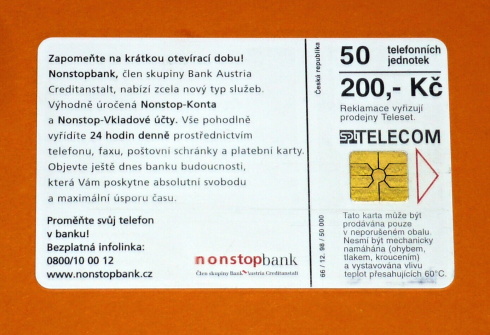 Zapomeňte na krátkou otevírací dobu!
Nonstopbank, člen skupiny Bank Austria
Creditanstalt, nabízí zcela nový typ služeb.
Výhodně úročená Nonstop-Konta
a Nonstop-Vkladové účty. Vše pohodlně
vyřídíte 24 hodin denně prostřednictvím
telefonu, faxu, poštovní schránky a platební karty.
Objevte ještě dnes banku budoucnosti,
která Vám poskytne absolutní svobodu
a maximální úsporu času.
Proměňte svůj telefon
v banku!
Bezplatná infolinka:
0800/10 00 12
www.nonstopbank.cz
nonstopbank
Člen skupiny Bank Austria Creditanstalt
Česká republika
66 / 12. 98 / 50 000
50 telefonních
jednotek
200,- Kč
Reklamace vyřizují
prodejny Teleset.
SPT TELECOM
Tato karta může být
prodávána pouze
v neporušeném obalu.
Nesmí být mechanicky
namáhána (ohybem,
tlakem, kroucením)
a vystavována vlivu
teplot přesahujících 60°C.